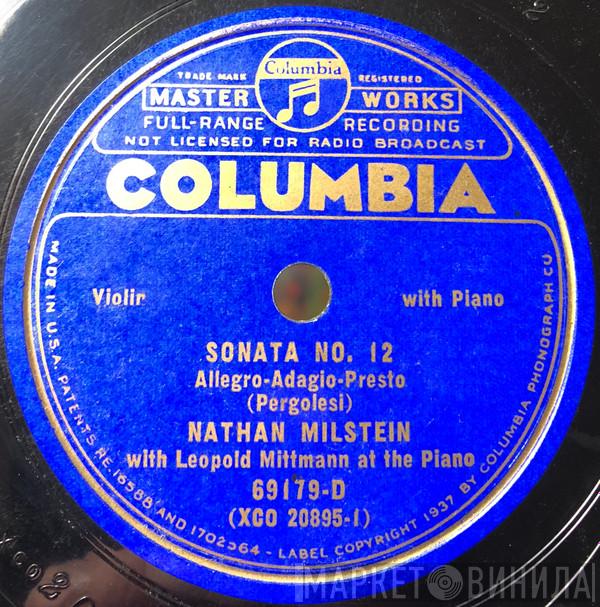 TRADE MARK
Columbia
REGISTERED
MASTER WORKS
FULL-RANGE RECORDING
NOT LICENSED FOR RADIO BROADCAST
COLUMBIA
Violin with Piano
SONATA NO. 12
Allegro-Adagio-Presto
(Pergolesi)
NATHAN MILSTEIN
with Leopold Mittmann at the Piano
69179-D
(XCO 20895-1)
MADE IN U.S.A. PATENTS RE. 16588 AND 1702564 - LABEL COPYRIGHT 1937 BY COLUMBIA PHONOGRAPH CO
МАРКЕТ ВИНИЛА